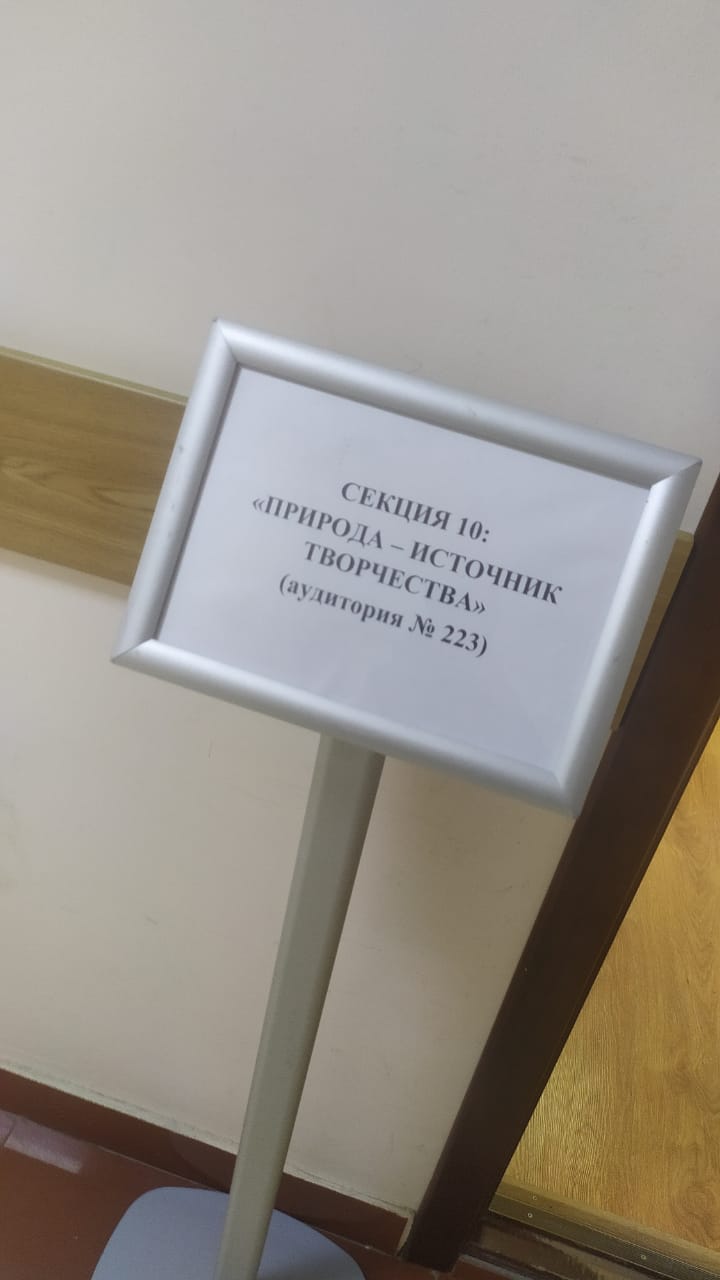 СЕКЦИЯ 10:
«ПРИРОДА – ИСТОЧНИК
ТВОРЧЕСТВА»
(аудитория № 223)